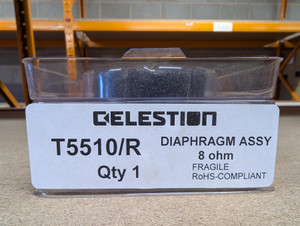 CELESTION
T5510/R
Qty 1
DIAPHRAGM ASSY
8 ohm
FRAGILE
RoHS-COMPLIANT